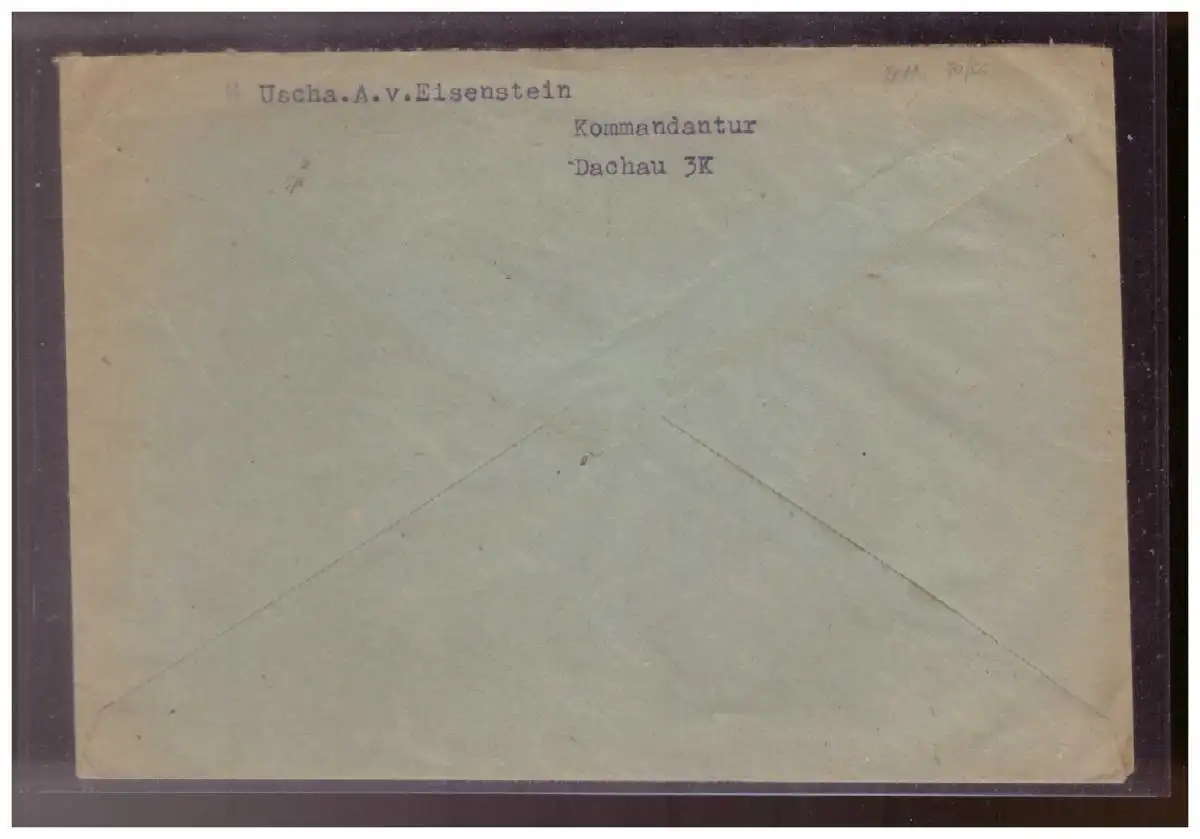 Uscha.A.v.Eisenstein
Kommandantur
Dachau 3K